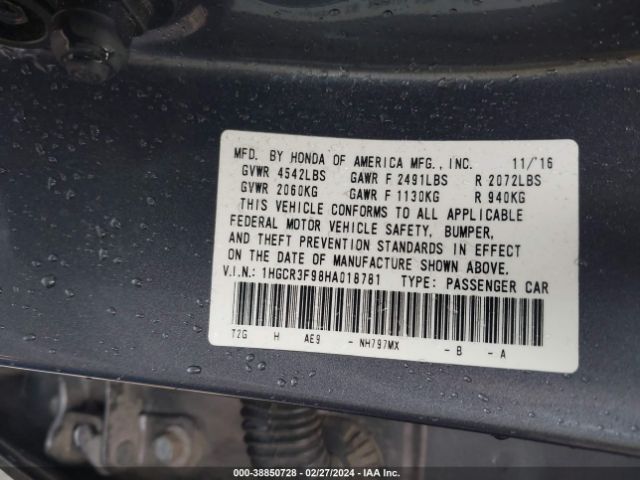 MFD. BY HONDA OF AMERICA MFG., INC. 11/'16
GVWR 4542LBS GAWR F 2491LBS R 2072LBS
GVWR 2060KG GAWR F 1130KG R 940KG
THIS VEHICLE CONFORMS TO ALL APPLICABLE
FEDERAL MOTOR VEHICLE SAFETY, BUMPER,
AND THEFT PREVENTION STANDARDS IN EFFECT
ON THE DATE OF MANUFACTURE SHOWN ABOVE.
V.I.N.: 1HGCR3F98HA018781 TYPE: PASSENGER CAR
T2G H AE9 - NH797MX - B - A
000-38850728 - 02/27/2024 - IAA Inc.